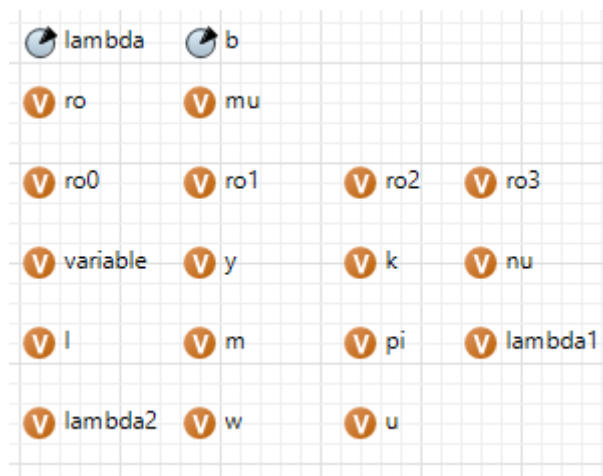 lambda b
V ro V mu
V ro0 V ro1 V ro2 V ro3
V variable V y V k V nu
V l V m V pi V lambda1
V lambda2 V w V u